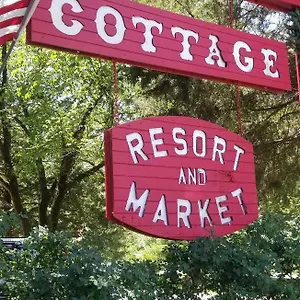 COTTAGE
RESORT
AND
MARKET